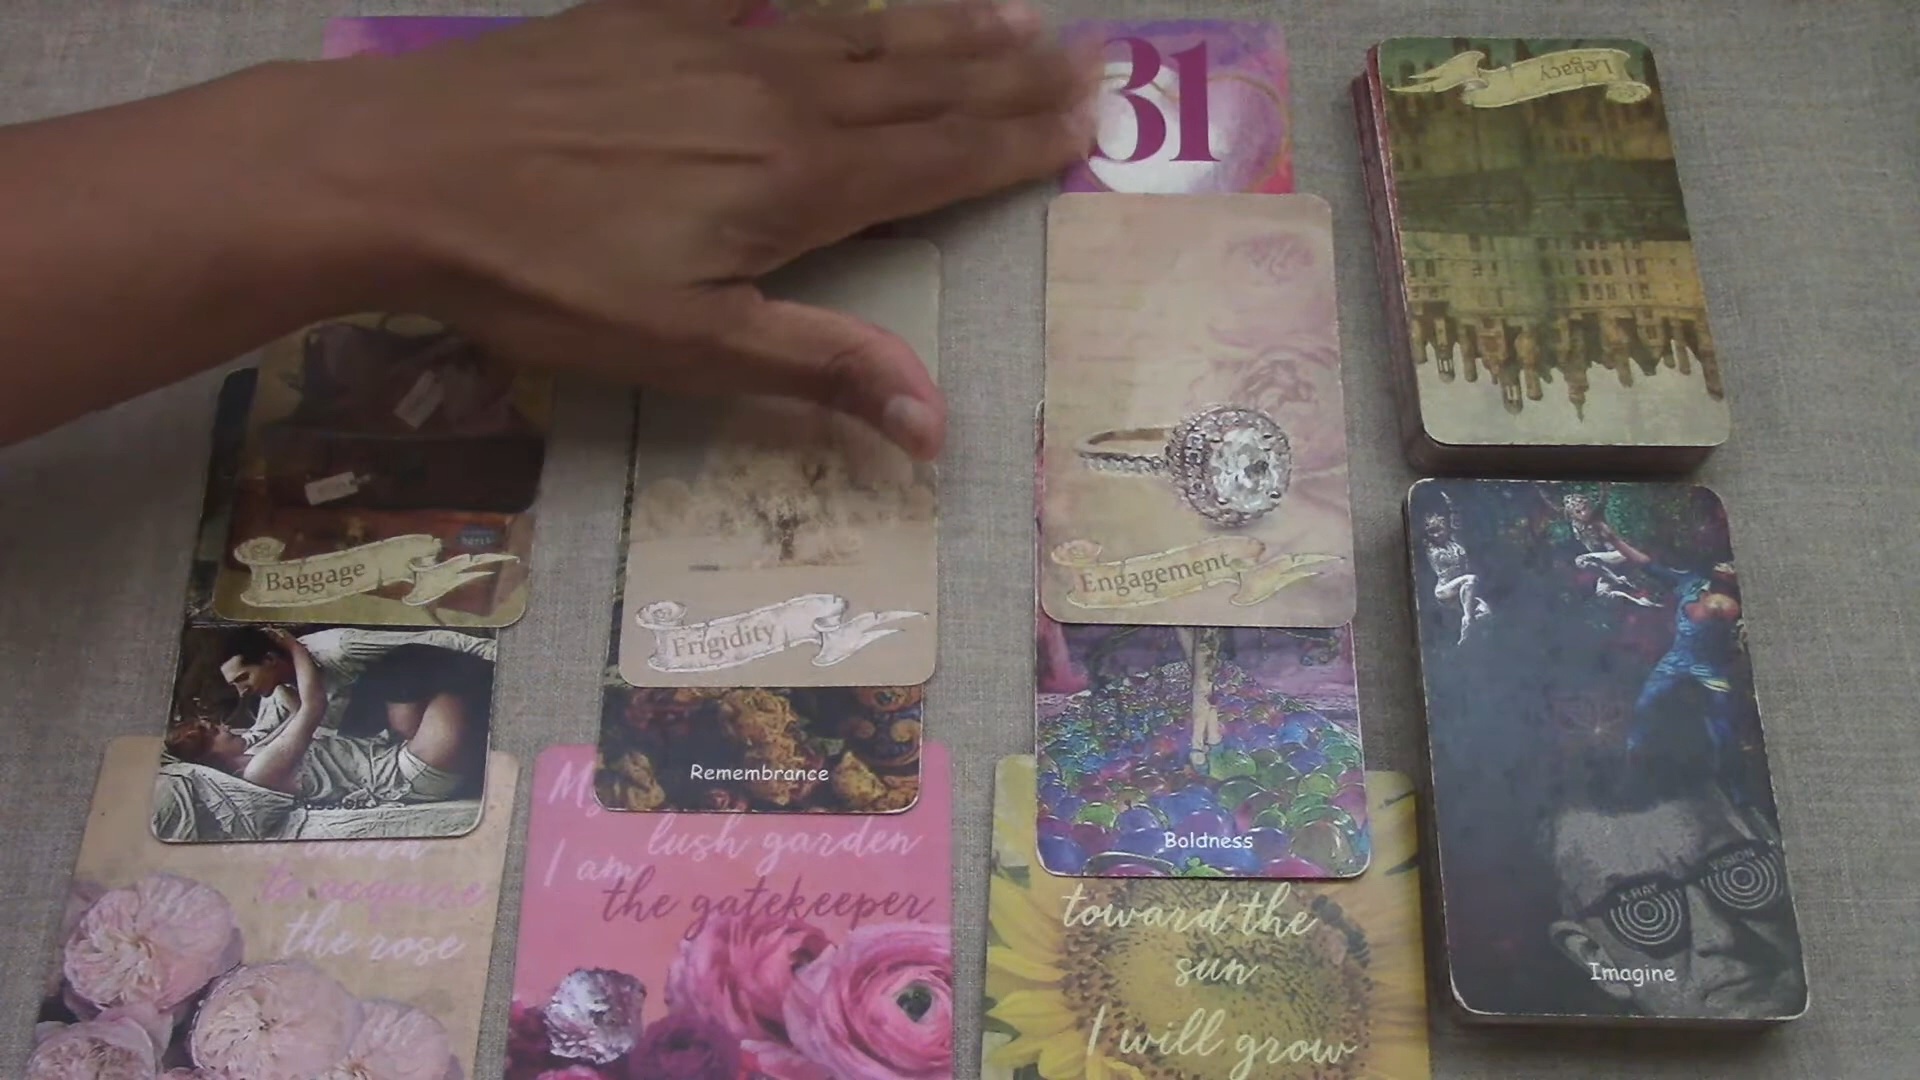 31
Legacy
Baggage
Frigidity
Engagement
Passion
Remembrance
Boldness
X-RAY
VISION
Imagine
to acquire
the rose
lush garden
I am
the gatekeeper
toward the
sun
I will grow